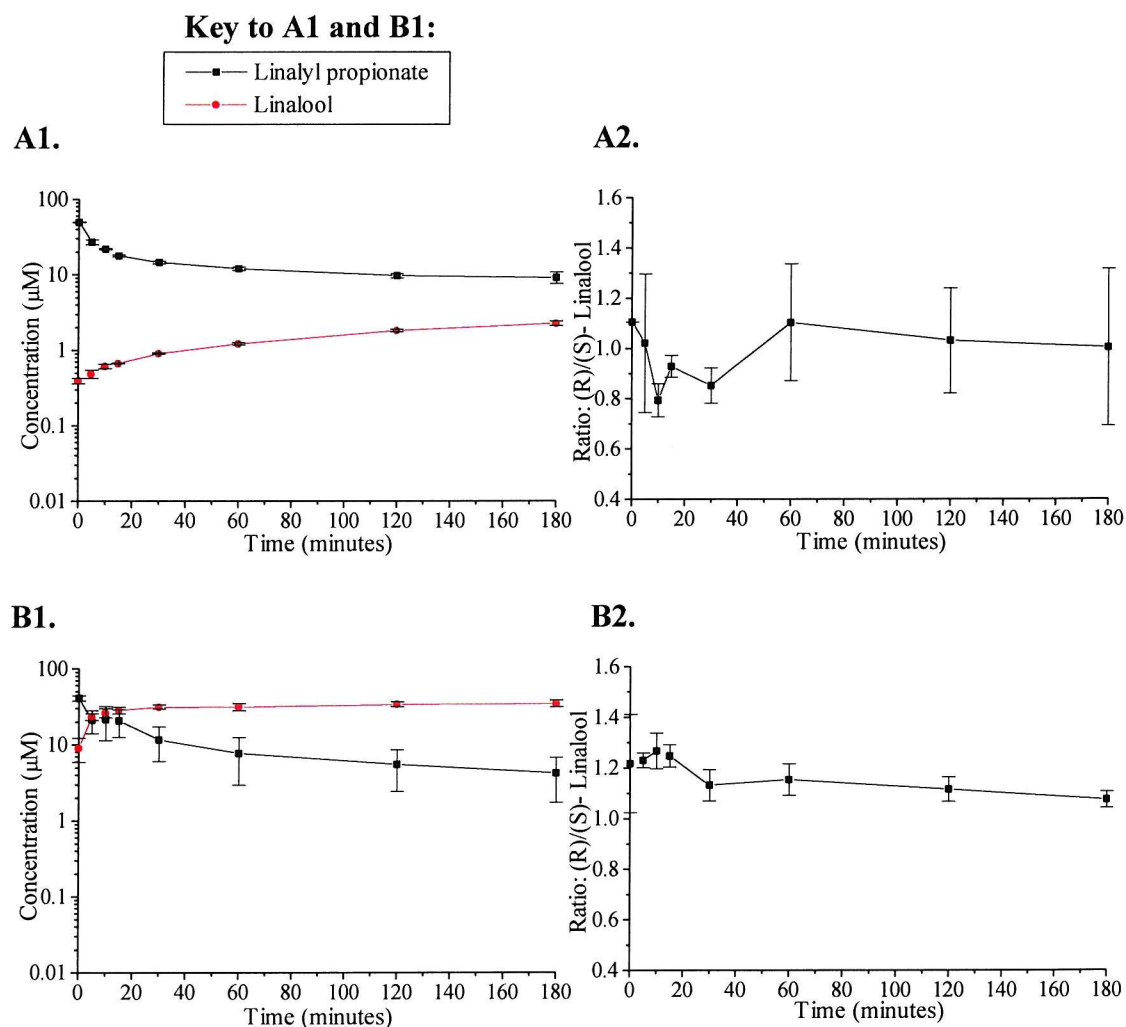 Key to A1 and B1:
Linalyl propionate
Linalool
A1.
Concentration (μM)
100
10
1
0.1
0.01
0 20 40 60 80 100 120 140 160 180
Time (minutes)
A2.
Ratio: (R)/(S)- Linalool
1.6
1.4
1.2
1.0
0.8
0.6
0.4
0 20 40 60 80 100 120 140 160 180
Time (minutes)
B1.
Concentration (μM)
100
10
1
0.1
0.01
0 20 40 60 80 100 120 140 160 180
Time (minutes)
B2.
Ratio: (R)/(S)- Linalool
1.6
1.4
1.2
1.0
0.8
0.6
0.4
0 20 40 60 80 100 120 140 160 180
Time (minutes)